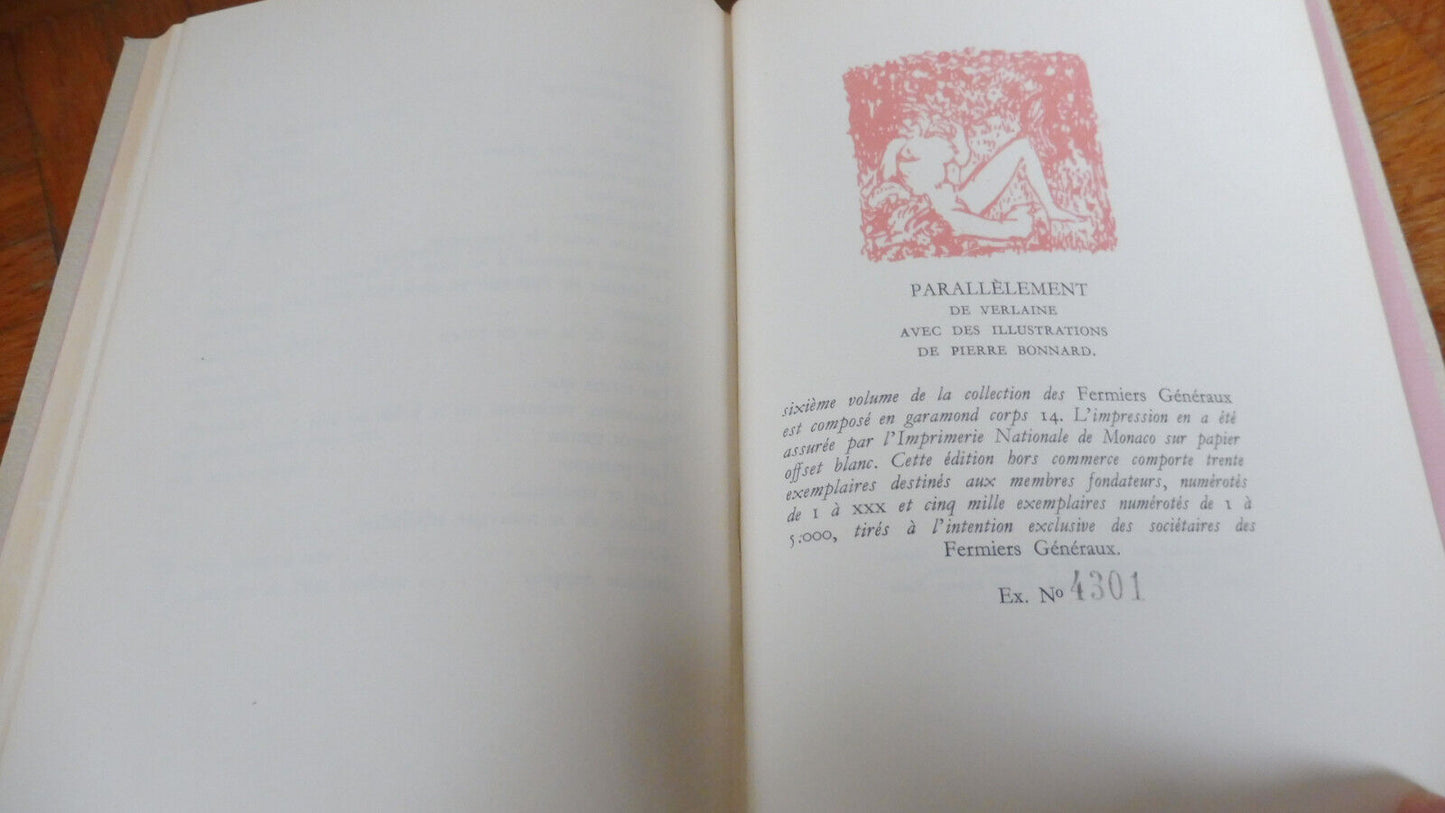 PARALLÈLEMENT
DE VERLAINE
AVEC DES ILLUSTRATIONS
DE PIERRE BONNARD.
sixième volume de la collection des Fermiers Généraux
est composé en garamond corps 14. L'impression en a été
assurée par l'Imprimerie Nationale de Monaco sur papier
offset blanc. Cette édition hors commerce comporte trente
exemplaires destinés aux membres fondateurs, numérotés
de I à XXX et cinq mille exemplaires numérotés de 1 à
5.000, tirés à l'intention exclusive des sociétaires des
Fermiers Généraux.
Ex. No 4301